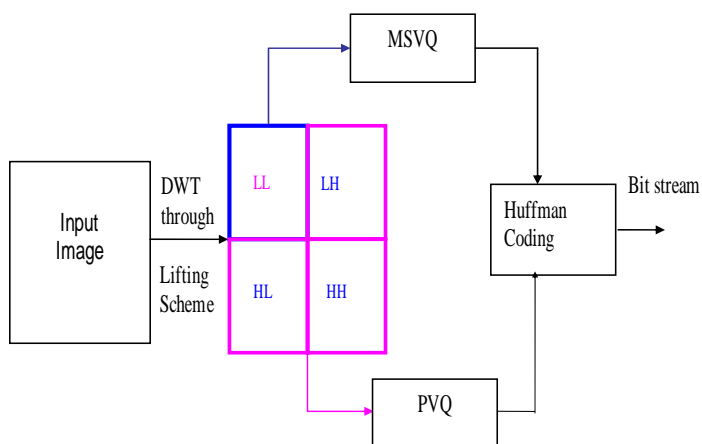 MSVQ
LL
LH
DWT
through
Bit stream
Input
Image
Huffman
Coding
Lifting
Scheme
HL
HH
PVQ